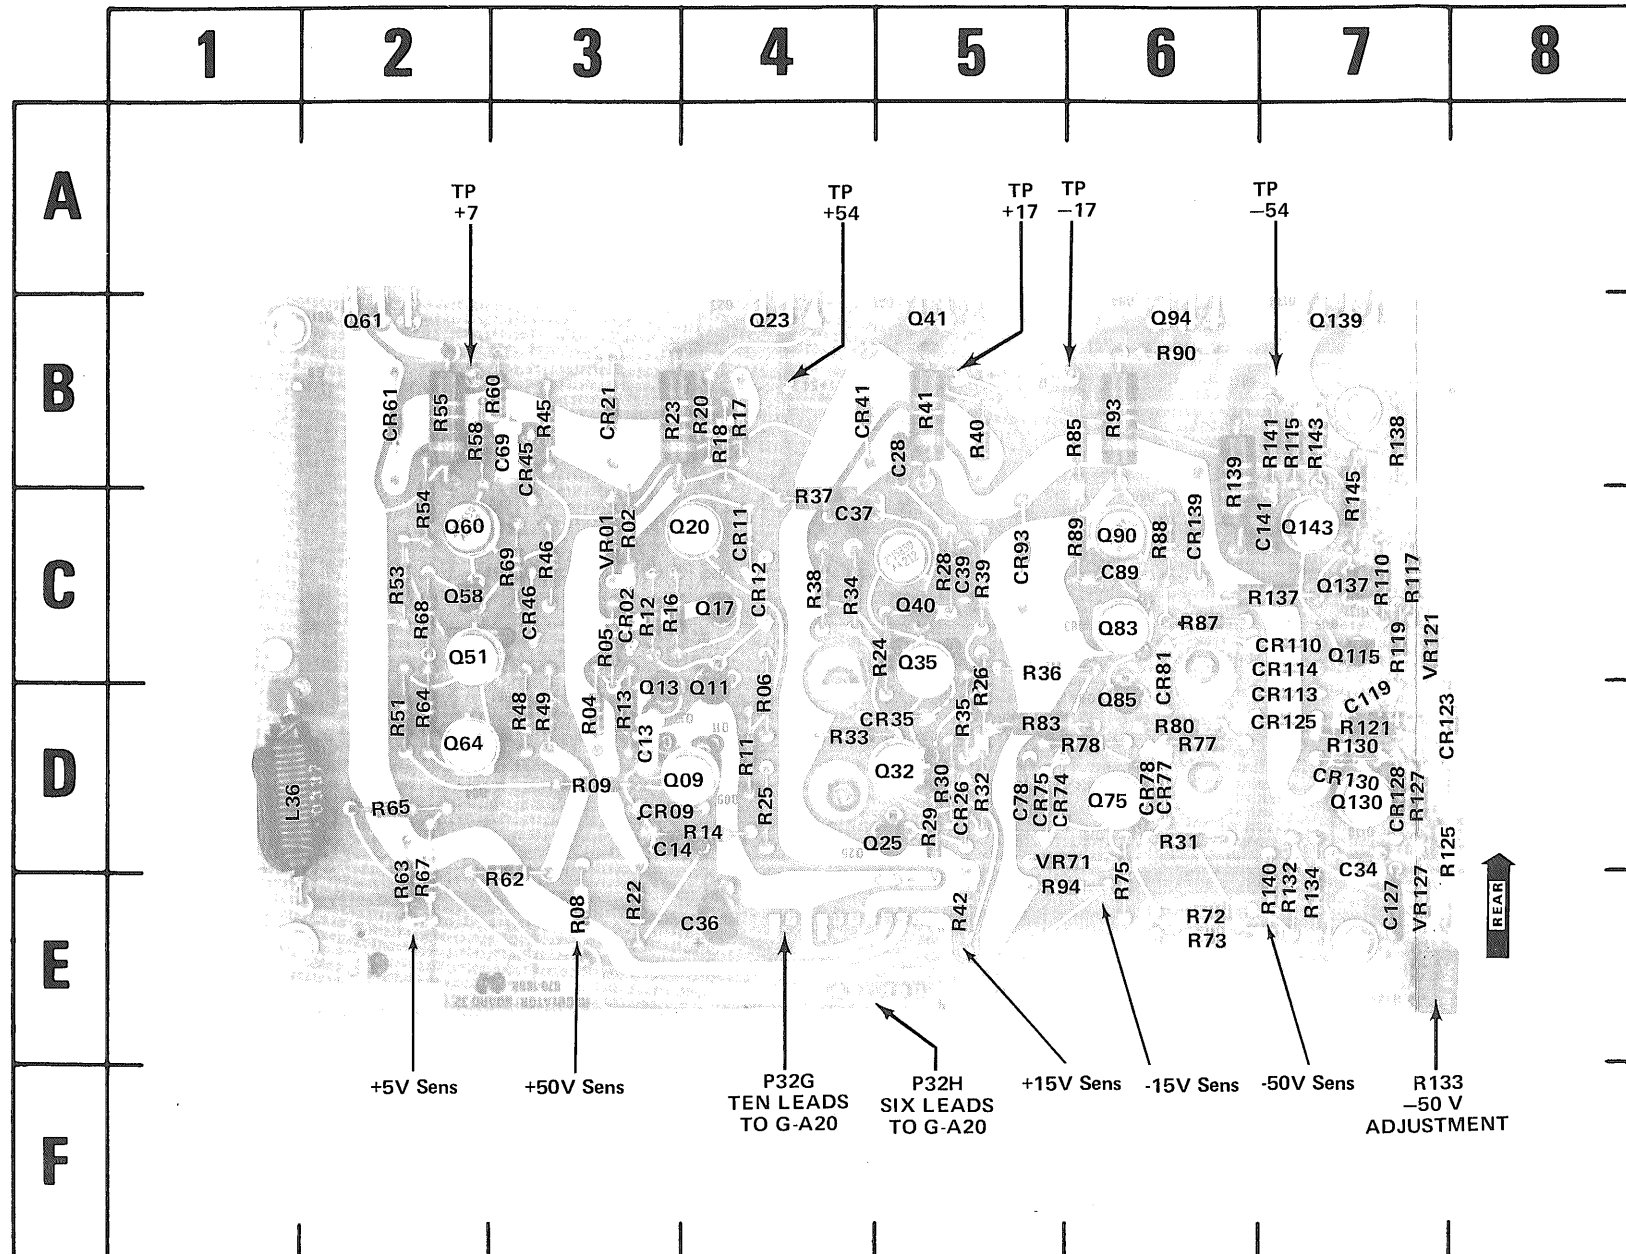 1 2 3 4 5 6 7 8
A
TP
+7
TP
+54
TP
+17
TP
−17
TP
−54
B
Q61
Q23
Q41
Q94
Q139
R90
CR61
R55
R58
R60
C69
CR45
R45
CR21
R23
R20
R18
R17
CR41
C28
R41
R40
R85
R93
R139
R141
R115
R143
R145
R138
C
R54
Q60
R53
R68
Q58
Q51
R69
CR46
R46
VR01
R02
CR02
R05
R12
R16
Q20
CR11
Q17
CR12
R37
C37
R38
R34
R24
Q40
Q35
R28
C39
R39
R26
CR93
R36
R89
Q90
R88
CR139
C89
Q83
R87
CR81
C141
Q143
R137
Q137
R110
R117
CR110
CR114
Q115
R119
VR121
D
R51
R64
Q64
R65
L36
R48
R49
R04
R13
Q13
Q11
R06
C13
R09
Q09
R11
CR09
R25
R14
C14
CR35
R33
R35
Q32
R30
CR26
R32
R29
Q25
R83
R78
C78
CR75
CR74
Q85
R80
R77
Q75
CR78
CR77
R31
VR71
CR113
CR125
C119
R121
R130
CR130
Q130
CR128
R127
CR123
R125
E
R63
R67
R62
R08
R22
C36
R42
R94
R75
R72
R73
R140
R132
R134
C34
C127
VR127
REAR
REGULATOR BOARD
F
+5V Sens
+50V Sens
P32G
TEN LEADS
TO G-A20
P32H
SIX LEADS
TO G-A20
+15V Sens
-15V Sens
-50V Sens
R133
−50 V
ADJUSTMENT